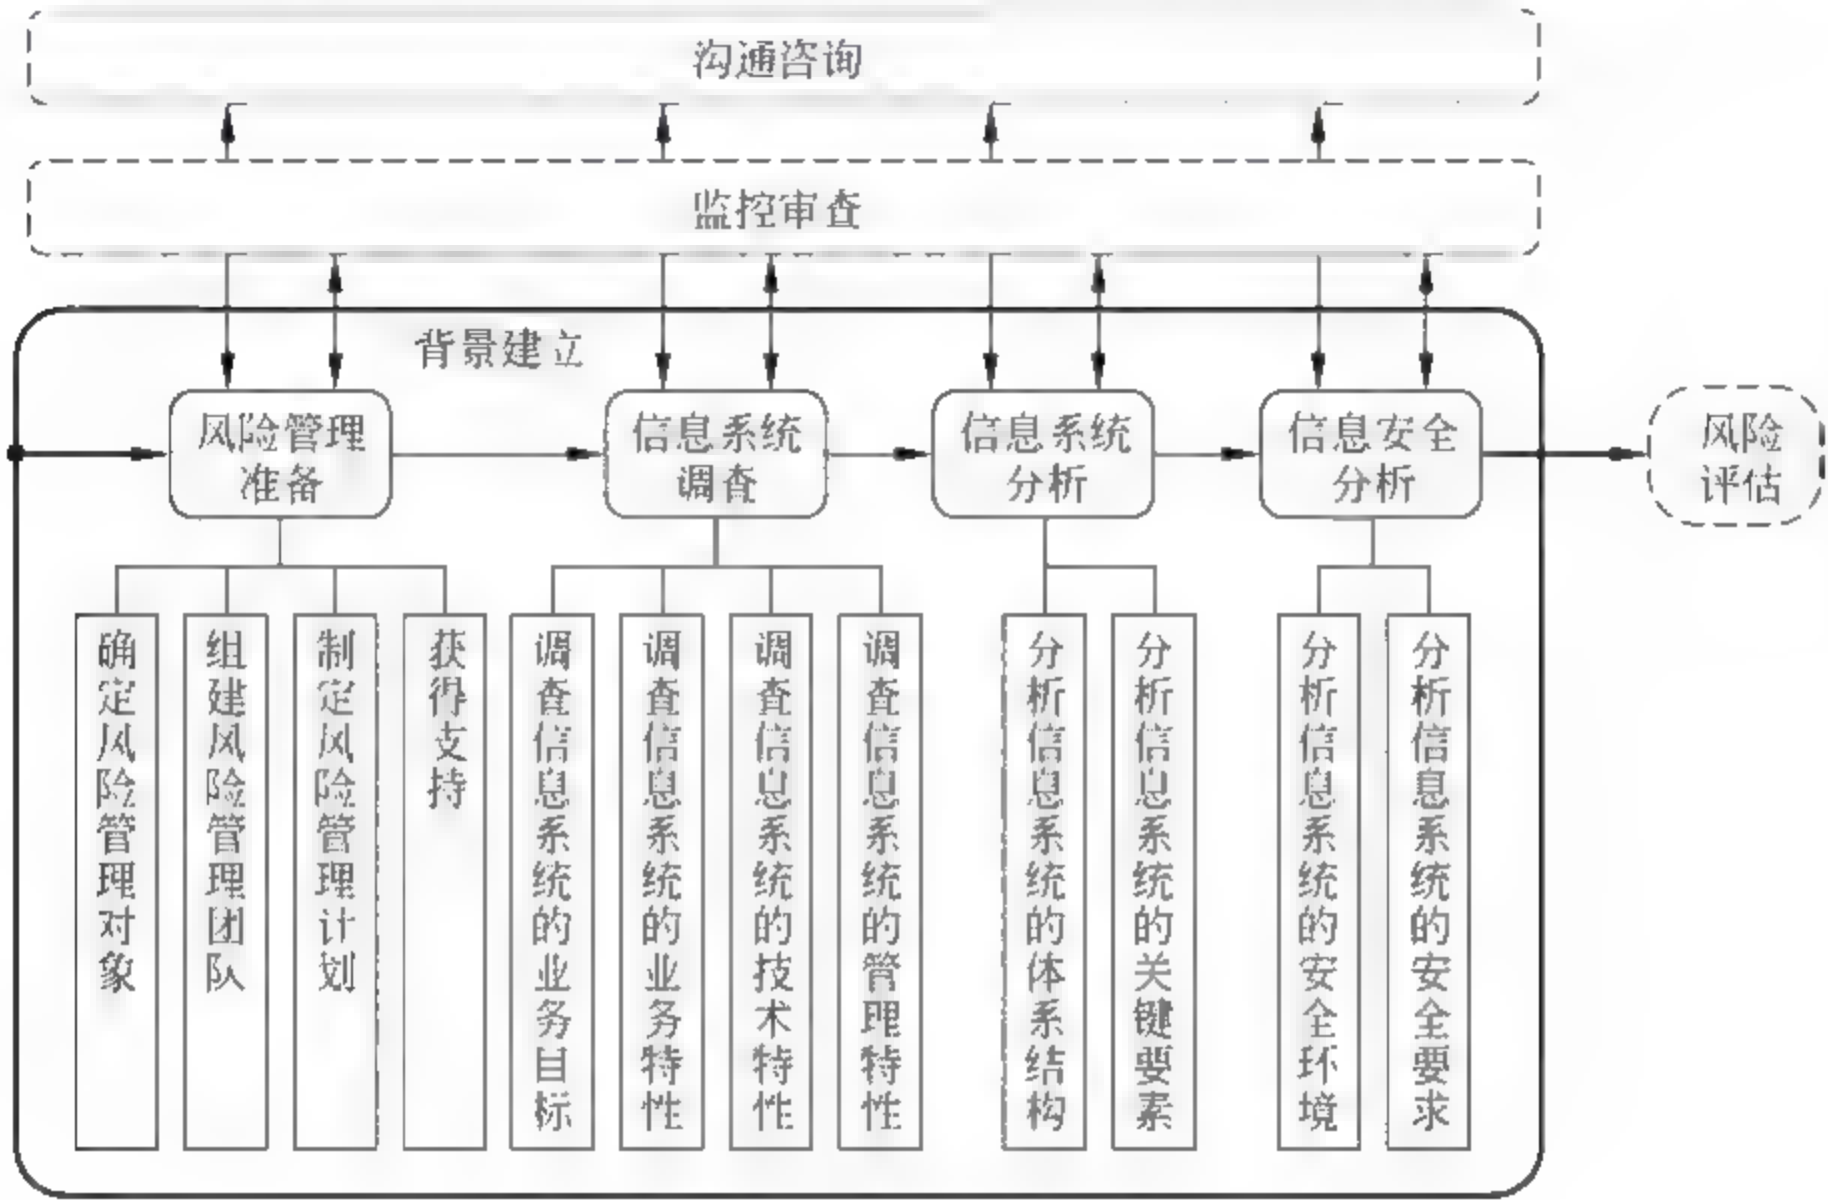 沟通咨询
监控审查
背景建立
风险管理
准备
信息系统
调查
信息系统
分析
信息安全
分析
风险
评估
确定风险管理对象
组建风险管理团队
制定风险管理计划
获得支持
调查信息系统的业务目标
调查信息系统的业务特性
调查信息系统的技术特性
调查信息系统的管理特性
分析信息系统的体系结构
分析信息系统的关键要素
分析信息系统的安全环境
分析信息系统的安全要求